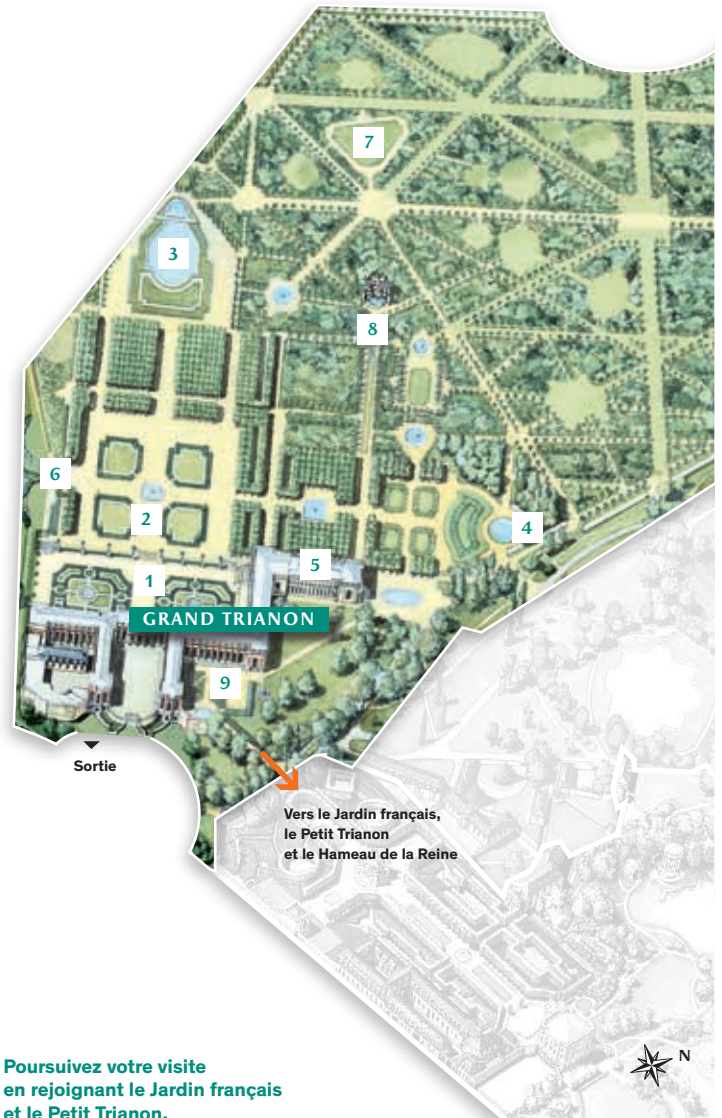 7
3
8
6
2
4
1
5
GRAND TRIANON
9
Sortie
Vers le Jardin français,
le Petit Trianon
et le Hameau de la Reine
N
Poursuivez votre visite
en rejoignant le Jardin français
et le Petit Trianon.